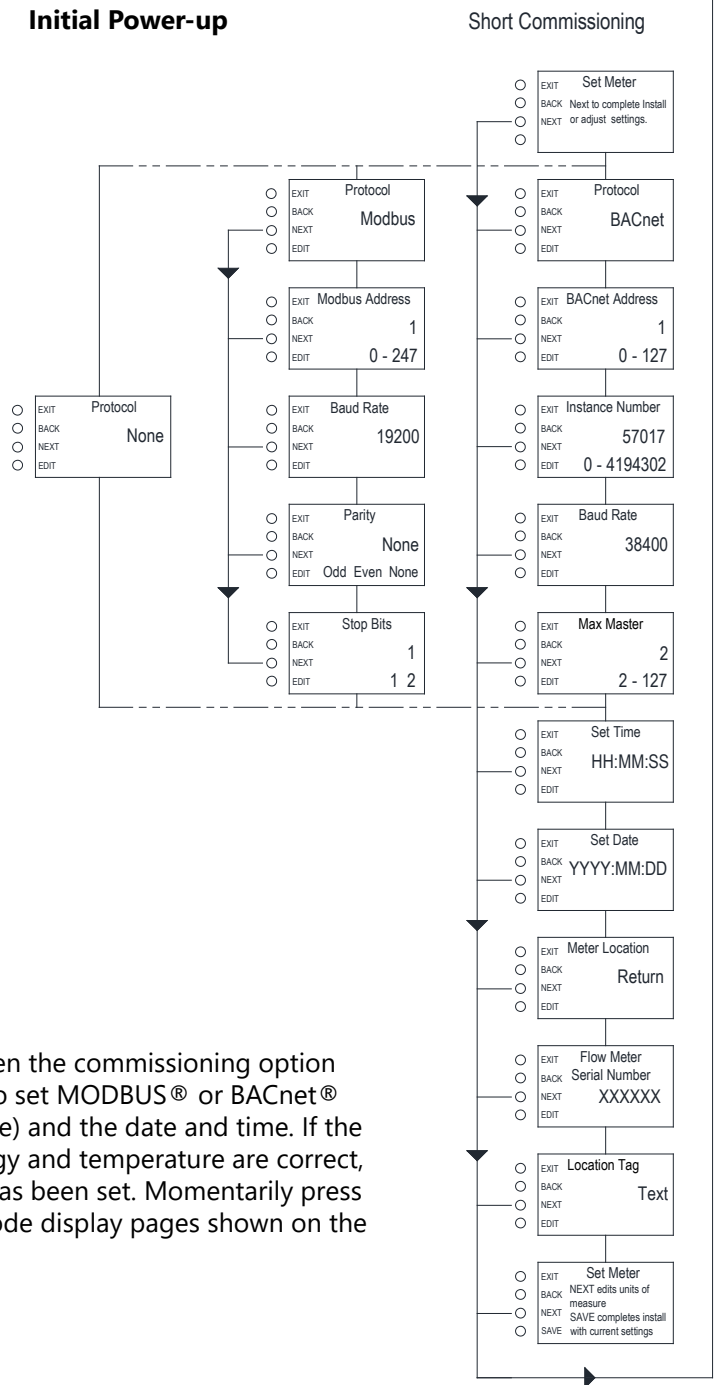 Initial Power-up
Short Commissioning
EXIT Set Meter
BACK Next to complete Install
NEXT or adjust settings.
EXIT Protocol
BACK Modbus
NEXT
EDIT
EXIT Modbus Address
BACK 1
NEXT
EDIT 0 - 247
EXIT Baud Rate
BACK 19200
NEXT
EDIT
EXIT Parity
BACK None
NEXT
EDIT Odd Even None
EXIT Stop Bits
BACK 1
NEXT
EDIT 1 2
EXIT Protocol
BACK None
NEXT
EDIT
EXIT Protocol
BACK BACnet
NEXT
EDIT
EXIT BACnet Address
BACK 1
NEXT
EDIT 0 - 127
EXIT Instance Number
BACK 57017
NEXT
EDIT 0 - 4194302
EXIT Baud Rate
BACK 38400
NEXT
EDIT
EXIT Max Master
BACK 2
NEXT
EDIT 2 - 127
EXIT Set Time
BACK HH:MM:SS
NEXT
EDIT
EXIT Set Date
BACK YYYY:MM:DD
NEXT
EDIT
EXIT Meter Location
BACK Return
NEXT
EDIT
EXIT Flow Meter
BACK Serial Number
NEXT XXXXXX
EDIT
EXIT Location Tag
BACK Text
NEXT
EDIT
EXIT Set Meter
BACK NEXT edits units of
measure
NEXT SAVE completes install
SAVE with current settings
en the commissioning option
o set MODBUS® or BACnet®
e) and the date and time. If the
gy and temperature are correct,
as been set. Momentarily press
ode display pages shown on the